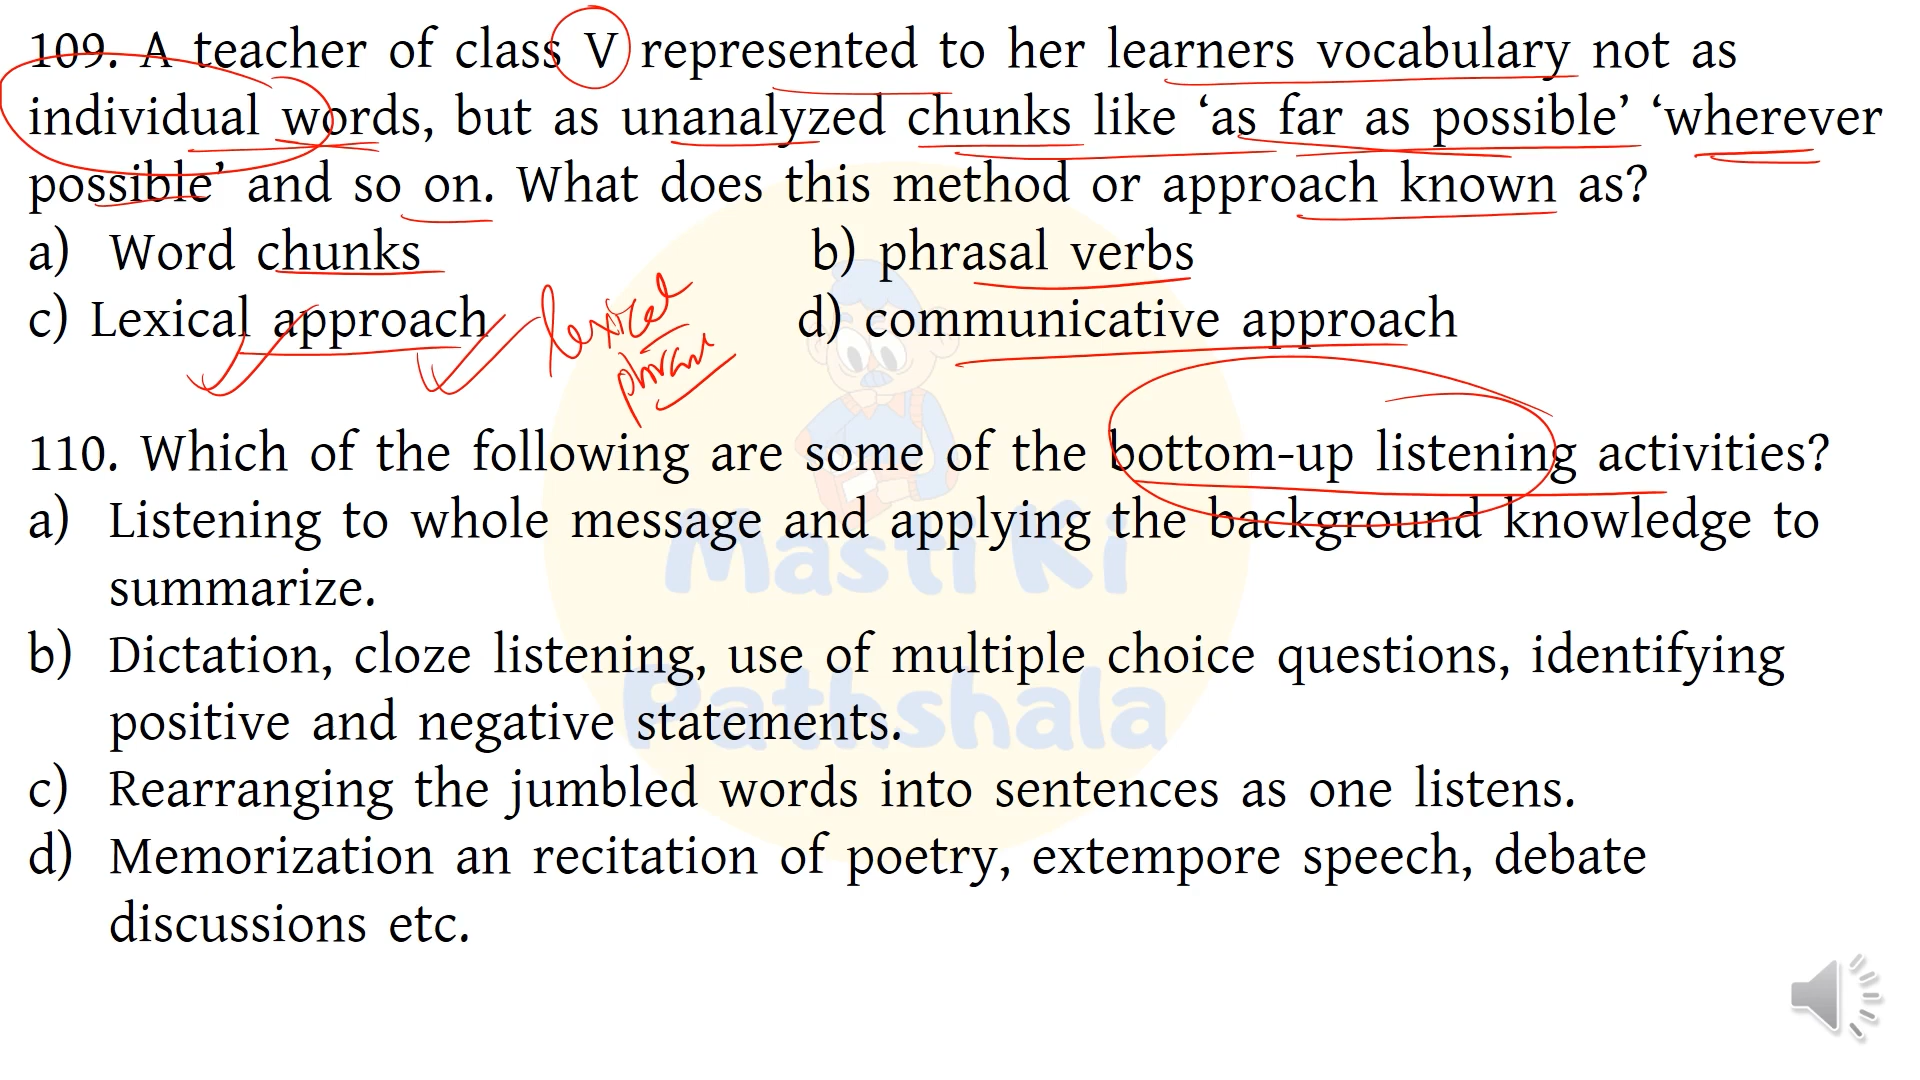 109. A teacher of class V represented to her learners vocabulary not as
individual words, but as unanalyzed chunks like ‘as far as possible’ ‘wherever
possible’ and so on. What does this method or approach known as?
a) Word chunks b) phrasal verbs
c) Lexical approach d) communicative approach
lexical
110. Which of the following are some of the bottom-up listening activities?
a) Listening to whole message and applying the background knowledge to
summarize.
b) Dictation, cloze listening, use of multiple choice questions, identifying
positive and negative statements.
c) Rearranging the jumbled words into sentences as one listens.
d) Memorization an recitation of poetry, extempore speech, debate
discussions etc.
Masti Ki
Pathshala